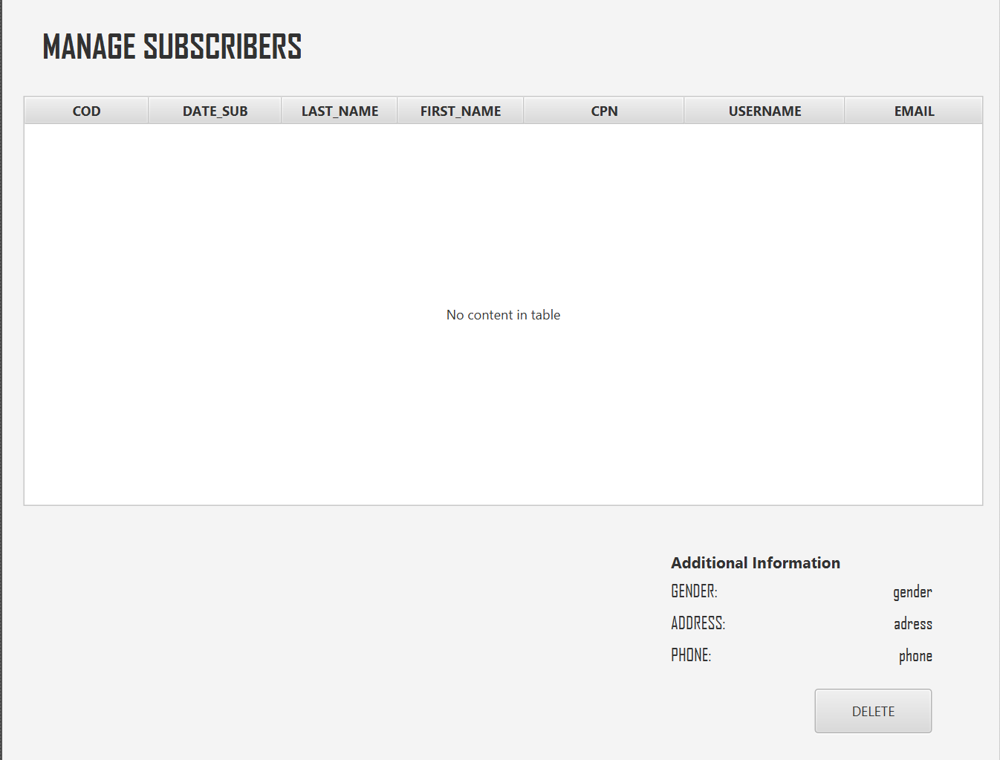 MANAGE SUBSCRIBERS
COD DATE_SUB LAST_NAME FIRST_NAME CPN USERNAME EMAIL
No content in table
Additional Information
GENDER: gender
ADDRESS: adress
PHONE: phone
DELETE